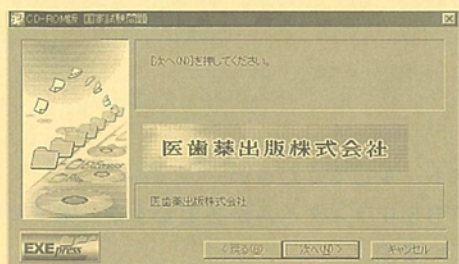 CD-ROM版 国家試験問題
[次へ(N)]を押してください。
医歯薬出版株式会社
医歯薬出版株式会社
EXEpress
< 戻る(B)
次へ(N) >
キャンセル